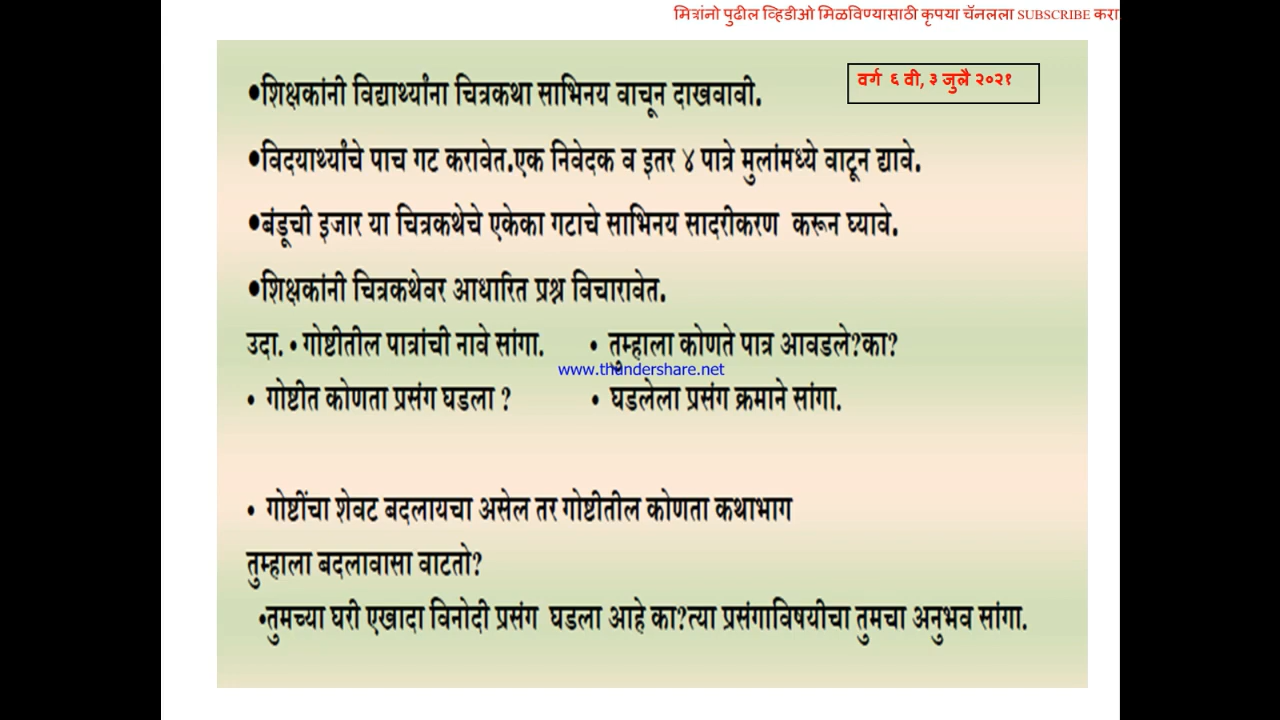 मित्रांनो पुढील व्हिडीओ मिळविण्यासाठी कृपया चॅनलला SUBSCRIBE करा
वर्ग ६ वी, ३ जुलै २०२१
•शिक्षकांनी विद्यार्थ्यांना चित्रकथा साभिनय वाचून दाखवावी.
•विदयार्थ्यांचे पाच गट करावेत.एक निवेदक व इतर ४ पात्रे मुलांमध्ये वाटून द्यावे.
•बंडूची इजार या चित्रकथेचे एकेका गटाचे साभिनय सादरीकरण करून घ्यावे.
•शिक्षकांनी चित्रकथेवर आधारित प्रश्न विचारावेत.
उदा. • गोष्टीतील पात्रांची नावे सांगा. • तुम्हाला कोणते पात्र आवडले?का?
www.thundershare.net
• गोष्टीत कोणता प्रसंग घडला ? • घडलेला प्रसंग क्रमाने सांगा.
• गोष्टींचा शेवट बदलायचा असेल तर गोष्टीतील कोणता कथाभाग
तुम्हाला बदलावासा वाटतो?
•तुमच्या घरी एखादा विनोदी प्रसंग घडला आहे का?त्या प्रसंगाविषयीचा तुमचा अनुभव सांगा.